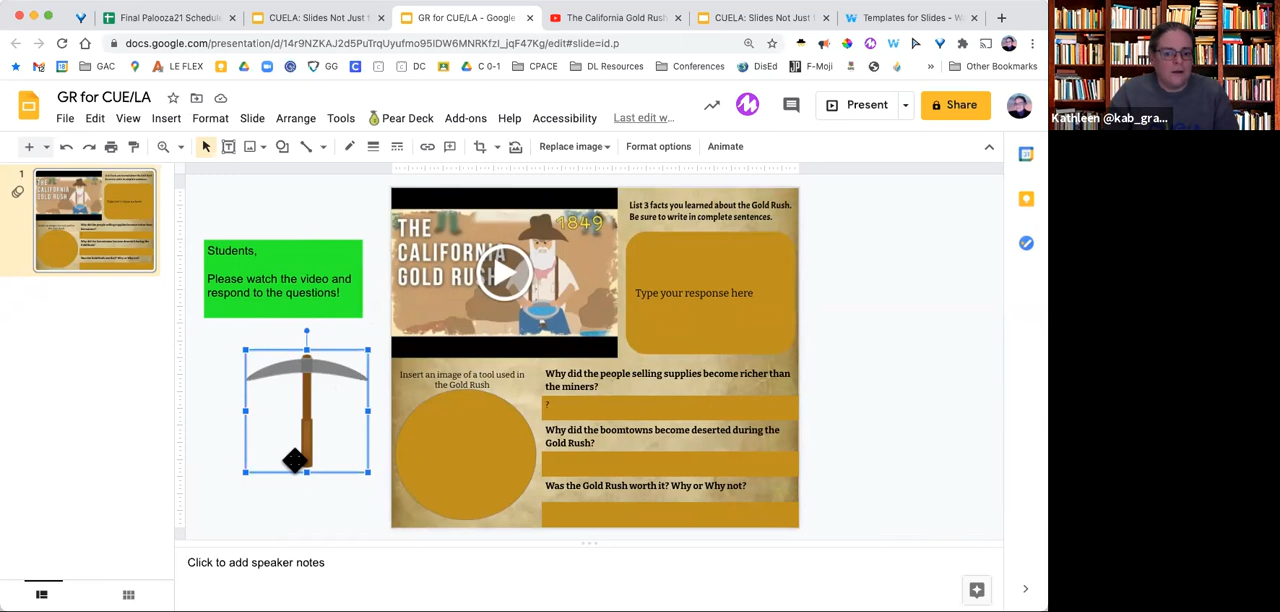 Final Palooza21 Schedul
CUELA: Slides Not Just f
GR for CUE/LA - Google
The California Gold Rush
CUELA: Slides Not Just f
Templates for Slides - W
docs.google.com/presentation/d/14r9NZKAJ2d5PuTrqUyufmo95lDW6MNRKfzI_jqF47Kg/edit#slide=id.p
GAC
LE FLEX
GG
C 0-1
DC
CPACE
DL Resources
Conferences
DisEd
F-Moji
Other Bookmarks
GR for CUE/LA
File Edit View Insert Format Slide Arrange Tools Pear Deck Add-ons Help Accessibility Last edit w...
Present
Share
Replace image
Format options
Animate
Kathleen @kab_gra...
1
Students,
Please watch the video and
respond to the questions!
THE
CALIFORNIA
GOLD RUSH
1849
List 3 facts you learned about the Gold Rush.
Be sure to write in complete sentences.
Type your response here
Insert an image of a tool used in
the Gold Rush
Why did the people selling supplies become richer than
the miners?
?
Why did the boomtowns become deserted during the
Gold Rush?
Was the Gold Rush worth it? Why or Why not?
Click to add speaker notes